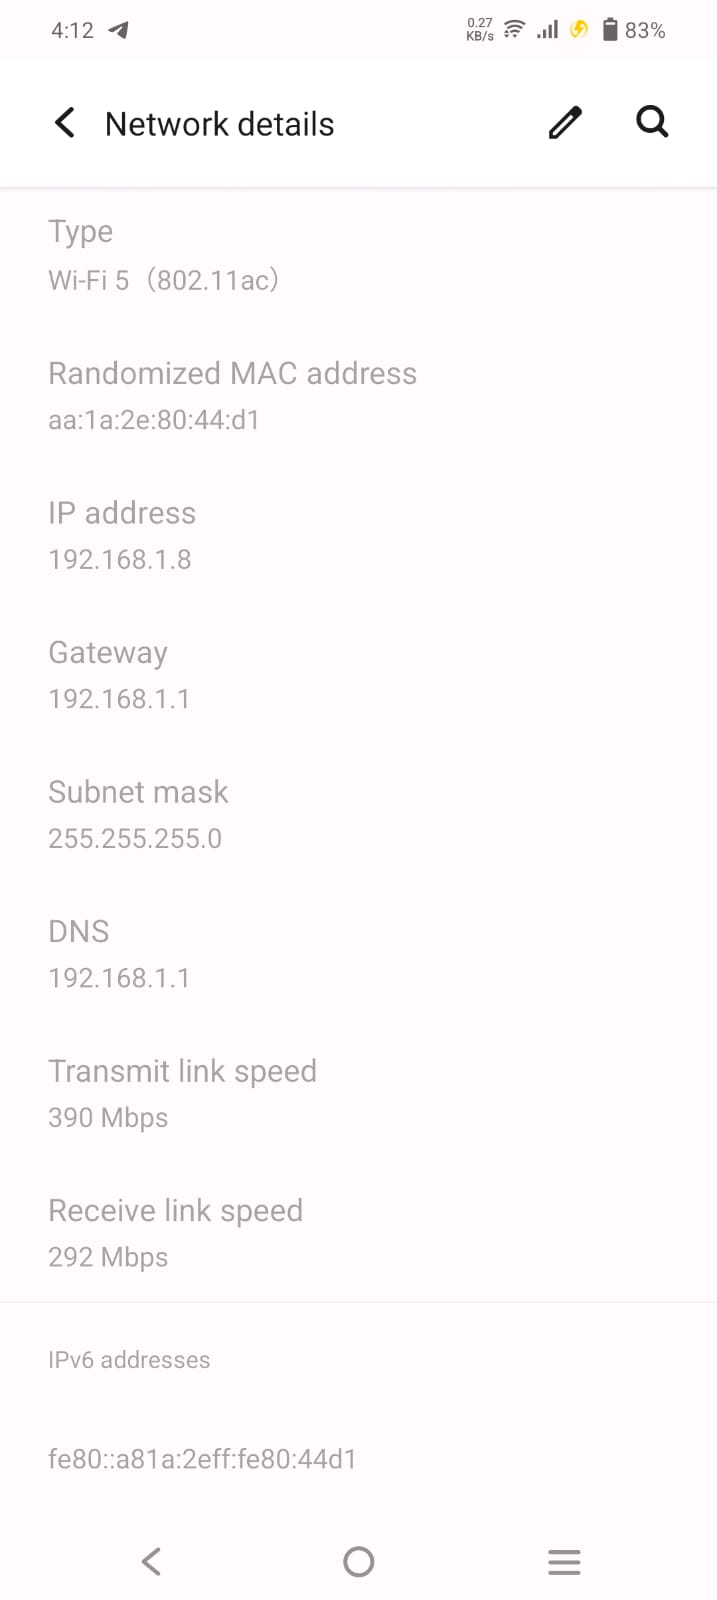 4:12
0.27
KB/s
83%
Network details
Type
Wi-Fi 5（802.11ac）
Randomized MAC address
aa:1a:2e:80:44:d1
IP address
192.168.1.8
Gateway
192.168.1.1
Subnet mask
255.255.255.0
DNS
192.168.1.1
Transmit link speed
390 Mbps
Receive link speed
292 Mbps
IPv6 addresses
fe80::a81a:2eff:fe80:44d1